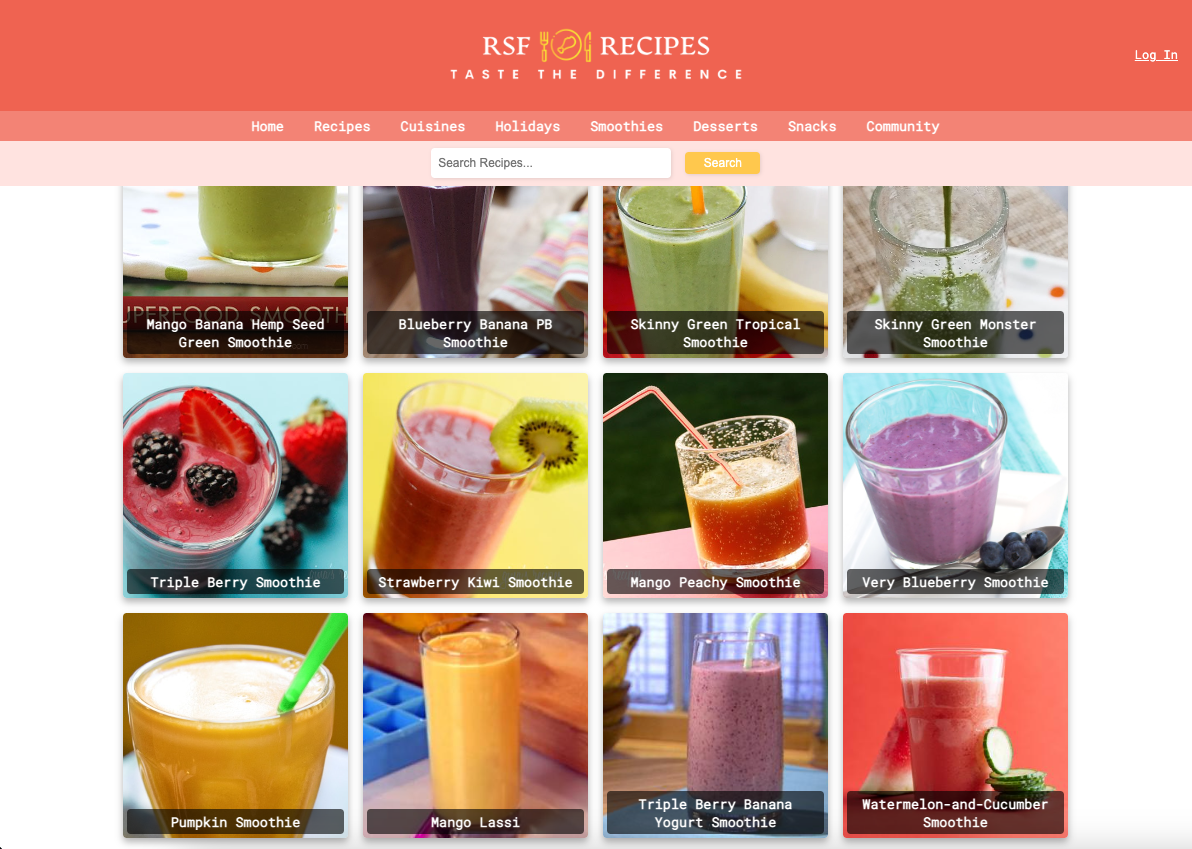 RSF RECIPES
TASTE THE DIFFERENCE
Log In
Home Recipes Cuisines Holidays Smoothies Desserts Snacks Community
Search Recipes... Search
UPERFOOD SMOOTH
Mango Banana Hemp Seed
Green Smoothie
Blueberry Banana PB
Smoothie
Skinny Green Tropical
Smoothie
Skinny Green Monster
Smoothie
Triple Berry Smoothie
Strawberry Kiwi Smoothie
Mango Peachy Smoothie
Very Blueberry Smoothie
Pumpkin Smoothie
Mango Lassi
Triple Berry Banana
Yogurt Smoothie
Watermelon-and-Cucumber
Smoothie